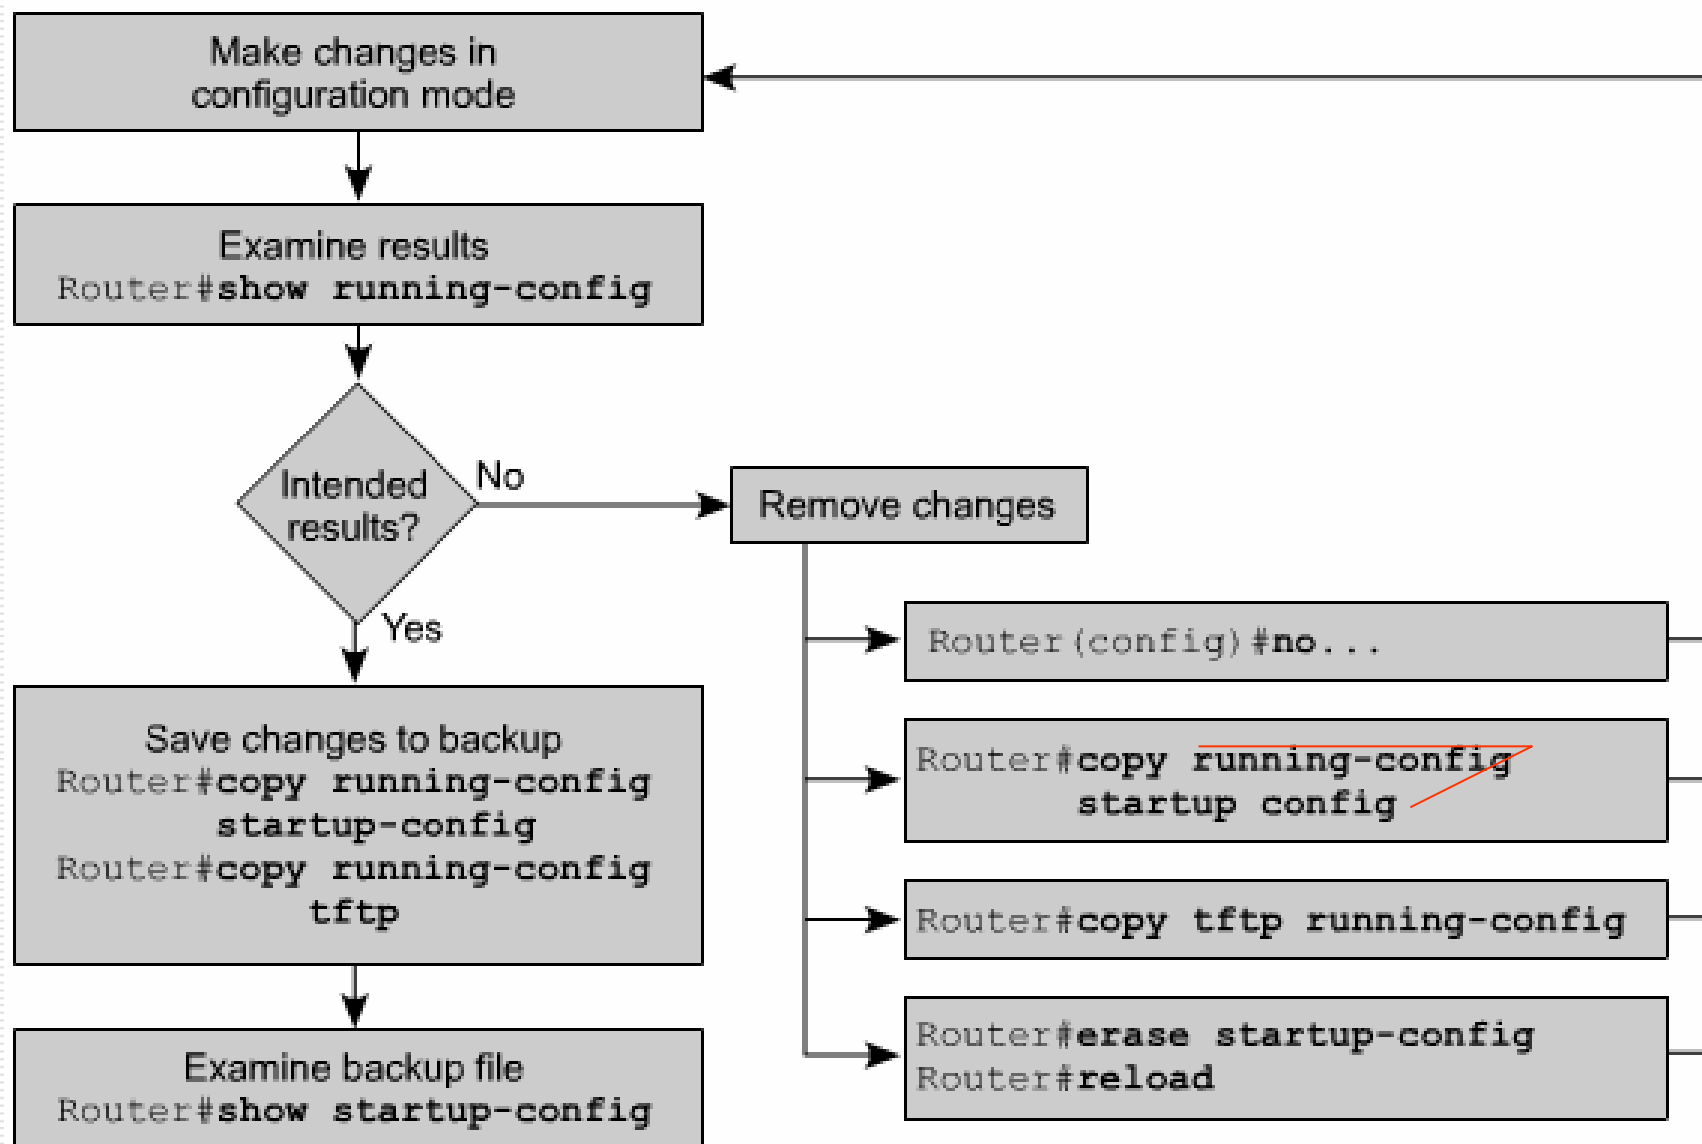 Make changes in
configuration mode
Examine results
Router#show running-config
Intended
results?
No
Yes
Remove changes
Router(config)#no...
Router#copy running-config
startup config
Router#copy tftp running-config
Router#erase startup-config
Router#reload
Save changes to backup
Router#copy running-config
startup-config
Router#copy running-config
tftp
Examine backup file
Router#show startup-config